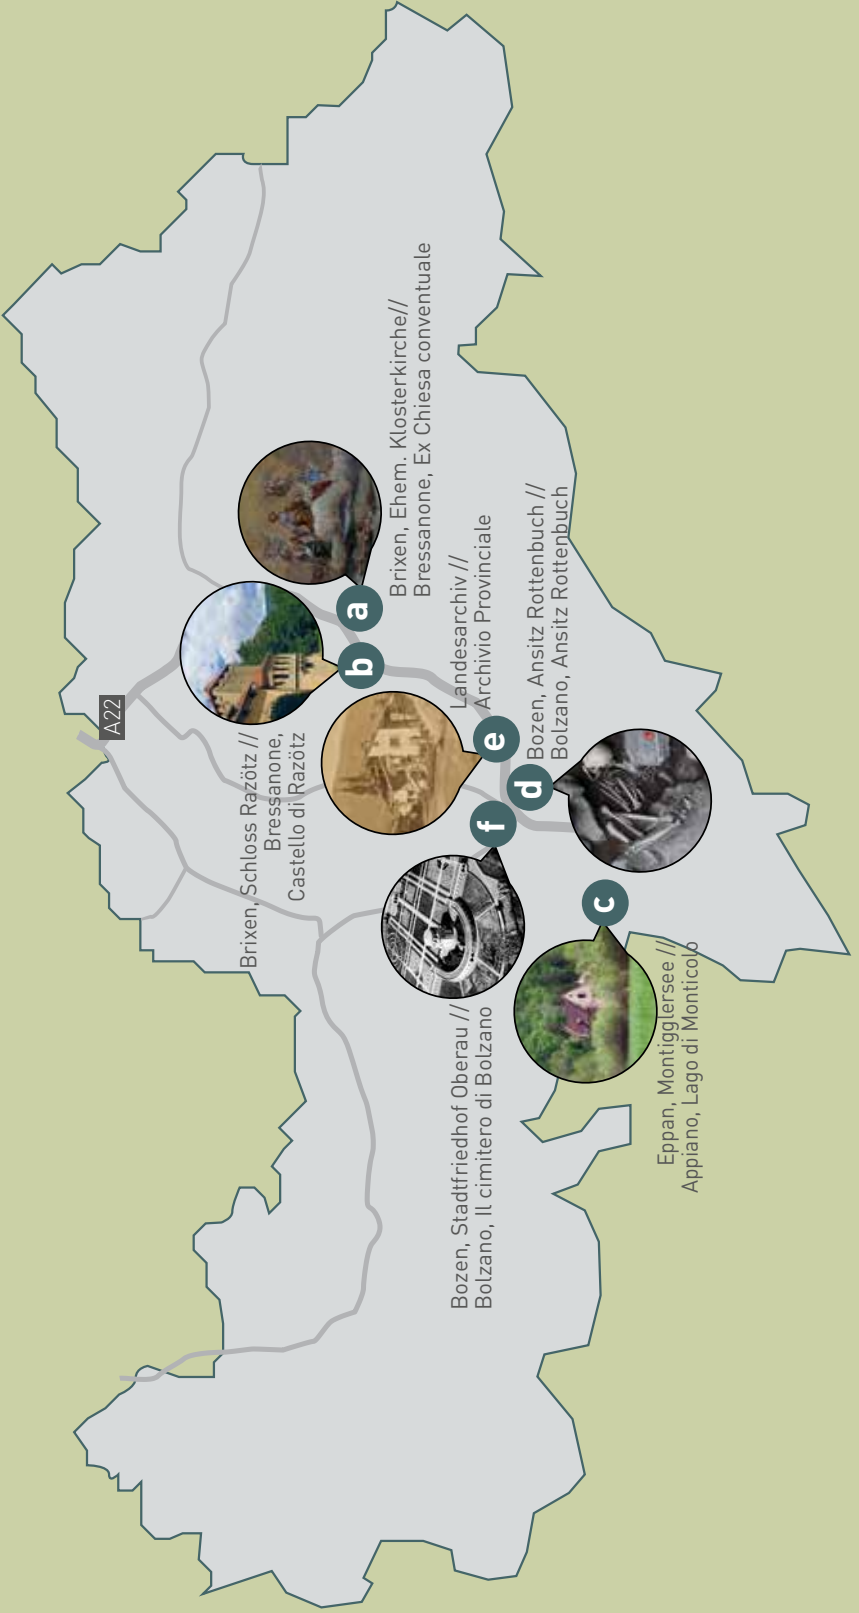 A22
Brixen, Ehem. Klosterkirche//
Bressanone, Ex Chiesa conventuale
a
b
Brixen, Schloss Razötz //
Bressanone,
Castello di Razötz
Landesarchiv //
Archivio Provinciale
e
Bozen, Ansitz Rottenbuch //
Bolzano, Ansitz Rottenbuch
d
f
Bozen, Stadtfriedhof Oberau //
Bolzano, Il cimitero di Bolzano
c
Eppan, Montigglersee //
Appiano, Lago di Monticolo